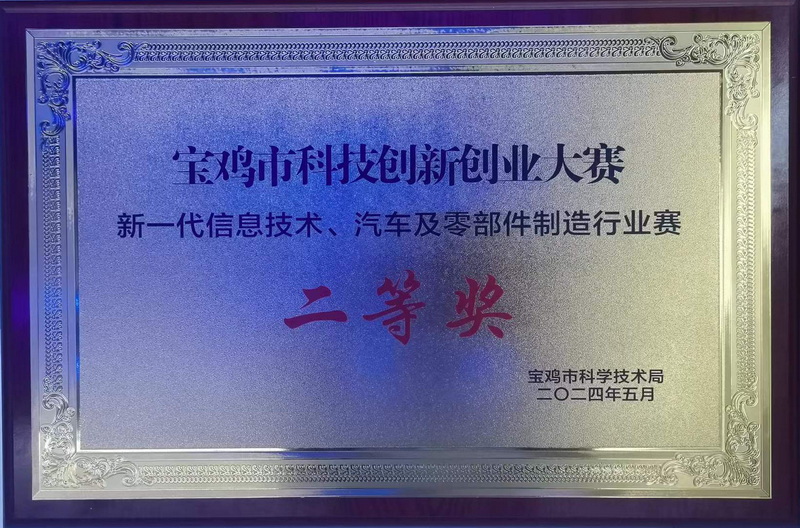 宝鸡市科技创新创业大赛
新一代信息技术、汽车及零部件制造行业赛
二等奖
宝鸡市科学技术局
二〇二四年五月